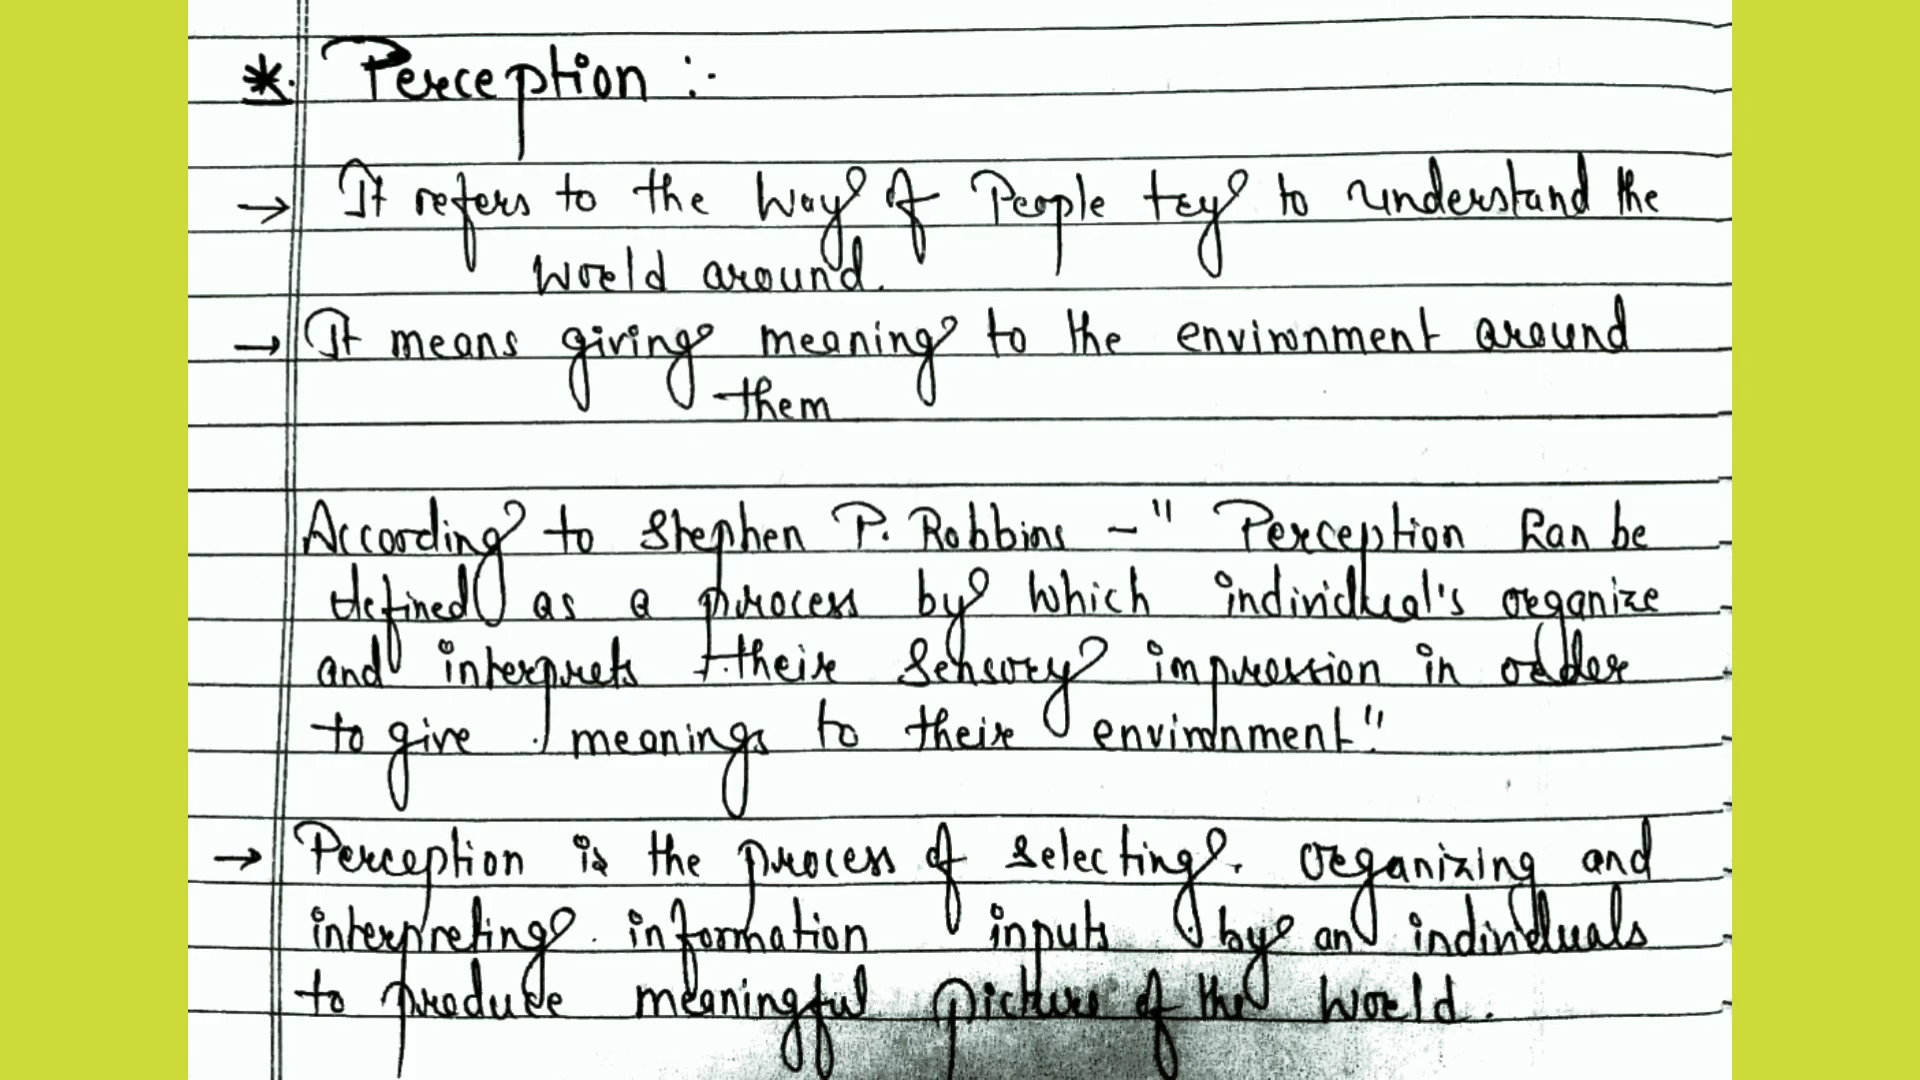 * Perception :-
→ It refers to the way of People try to understand the
world around.
→ It means giving meaning to the environment around
them
According to Stephen P. Robbins - " Perception can be
defined as a process by which individual's organize
and interprets their sensory impression in order
to give meanings to their environment"
→ Perception is the process of selecting. organizing and
interpreting. information inputs by an individuals
to produce meaningful picture of the world.